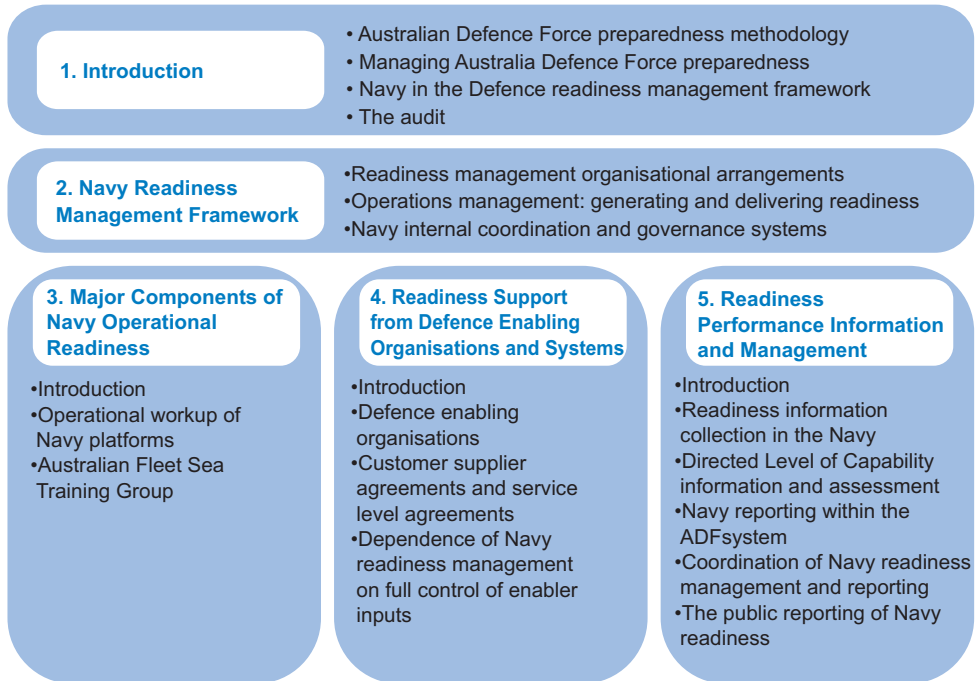 1. Introduction
• Australian Defence Force preparedness methodology
• Managing Australia Defence Force preparedness
• Navy in the Defence readiness management framework
• The audit
2. Navy Readiness
Management Framework
•Readiness management organisational arrangements
•Operations management: generating and delivering readiness
•Navy internal coordination and governance systems
3. Major Components of
Navy Operational
Readiness
•Introduction
•Operational workup of
Navy platforms
•Australian Fleet Sea
Training Group
4. Readiness Support
from Defence Enabling
Organisations and Systems
•Introduction
•Defence enabling
organisations
•Customer supplier
agreements and service
level agreements
•Dependence of Navy
readiness management
on full control of enabler
inputs
5. Readiness
Performance Information
and Management
•Introduction
•Readiness information
collection in the Navy
•Directed Level of Capability
information and assessment
•Navy reporting within the
ADFsystem
•Coordination of Navy readiness
management and reporting
•The public reporting of Navy
readiness